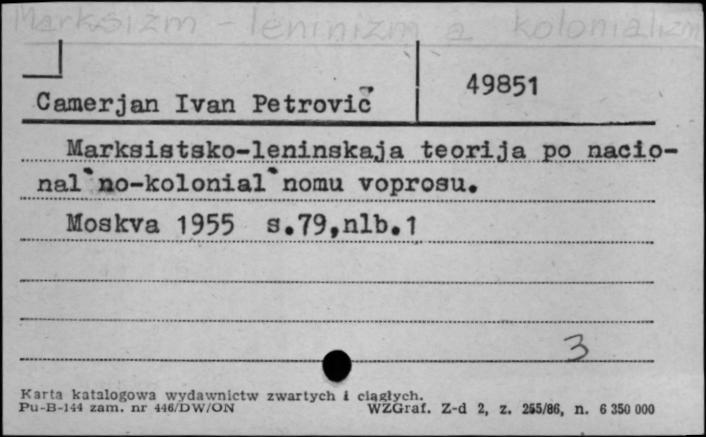 Marksizm - leninizm a kolonializm
49851
Camerjan Ivan Petrovič
Marksistsko-leninskaja teorija po nacio-
nal`no-kolonial`nomu voprosu.
Moskva 1955 s.79,nlb.1
3
Karta katalogowa wydawnictw zwartych i ciągłych.
Pu-B-144 zam. nr 446/DW/ON WZGraf. Z-d 2, z. 255/86, n. 6 350 000